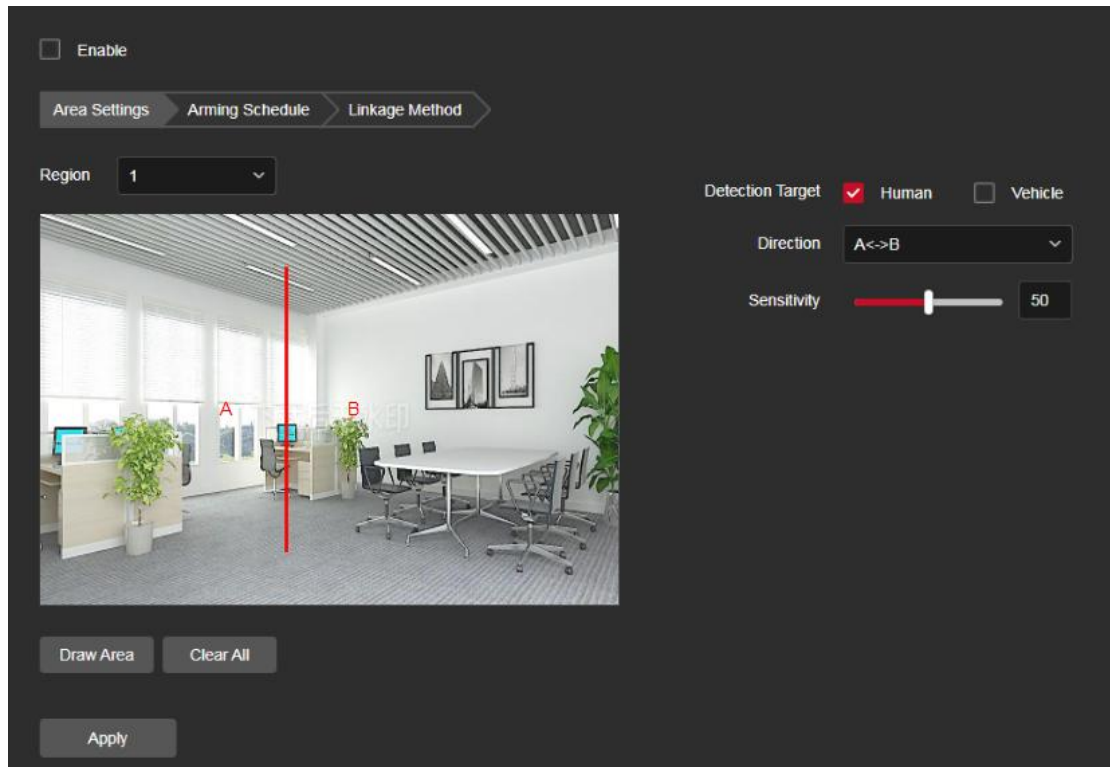 Enable
Area Settings
Arming Schedule
Linkage Method
Region 1
Detection Target Human Vehicle
Direction A<->B
Sensitivity 50
A
B
Draw Area
Clear All
Apply